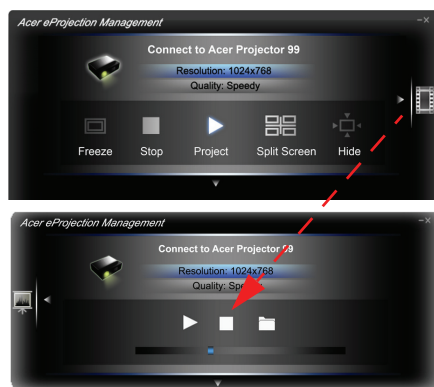 Acer eProjection Management
Connect to Acer Projector 99
Resolution: 1024x768
Quality: Speedy
Freeze Stop Project Split Screen Hide
Acer eProjection Management
Connect to Acer Projector 99
Resolution: 1024x768
Quality: Speedy